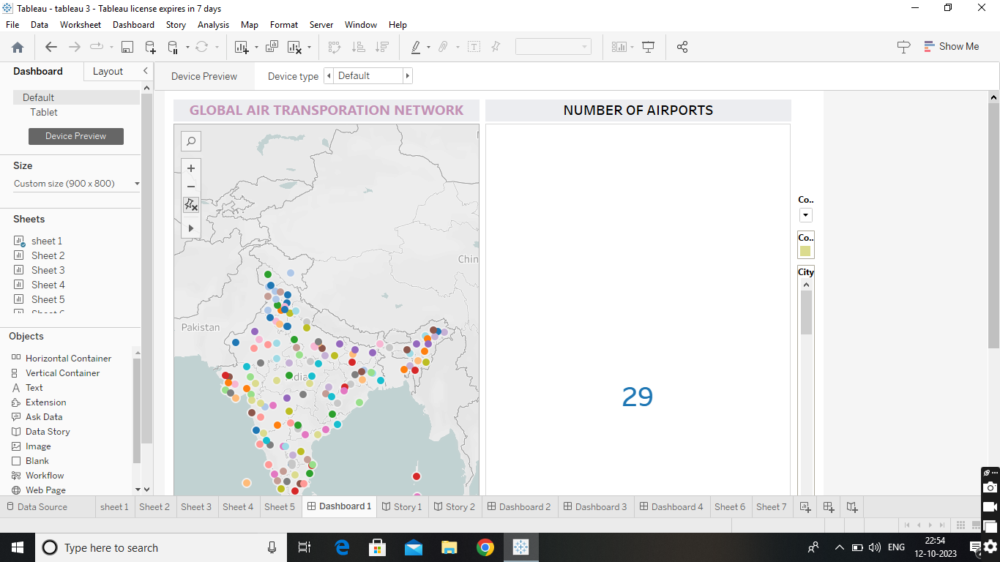 Tableau - tableau 3 - Tableau license expires in 7 days
File Data Worksheet Dashboard Story Analysis Map Format Server Window Help
Show Me
Dashboard Layout
Device Preview Device type Default
Default
Tablet
Device Preview
Size
Custom size (900 x 800)
Sheets
sheet 1
Sheet 2
Sheet 3
Sheet 4
Sheet 5
Objects
Horizontal Container
Vertical Container
Text
Extension
Ask Data
Data Story
Image
Blank
Workflow
Web Page
GLOBAL AIR TRANSPORATION NETWORK
Chin
Pakistan
India
NUMBER OF AIRPORTS
29
Co..
Co..
City
Data Source sheet 1 Sheet 2 Sheet 3 Sheet 4 Sheet 5 Dashboard 1 Story 1 Story 2 Dashboard 2 Dashboard 3 Dashboard 4 Sheet 6 Sheet 7
Type here to search
ENG
22:54
12-10-2023